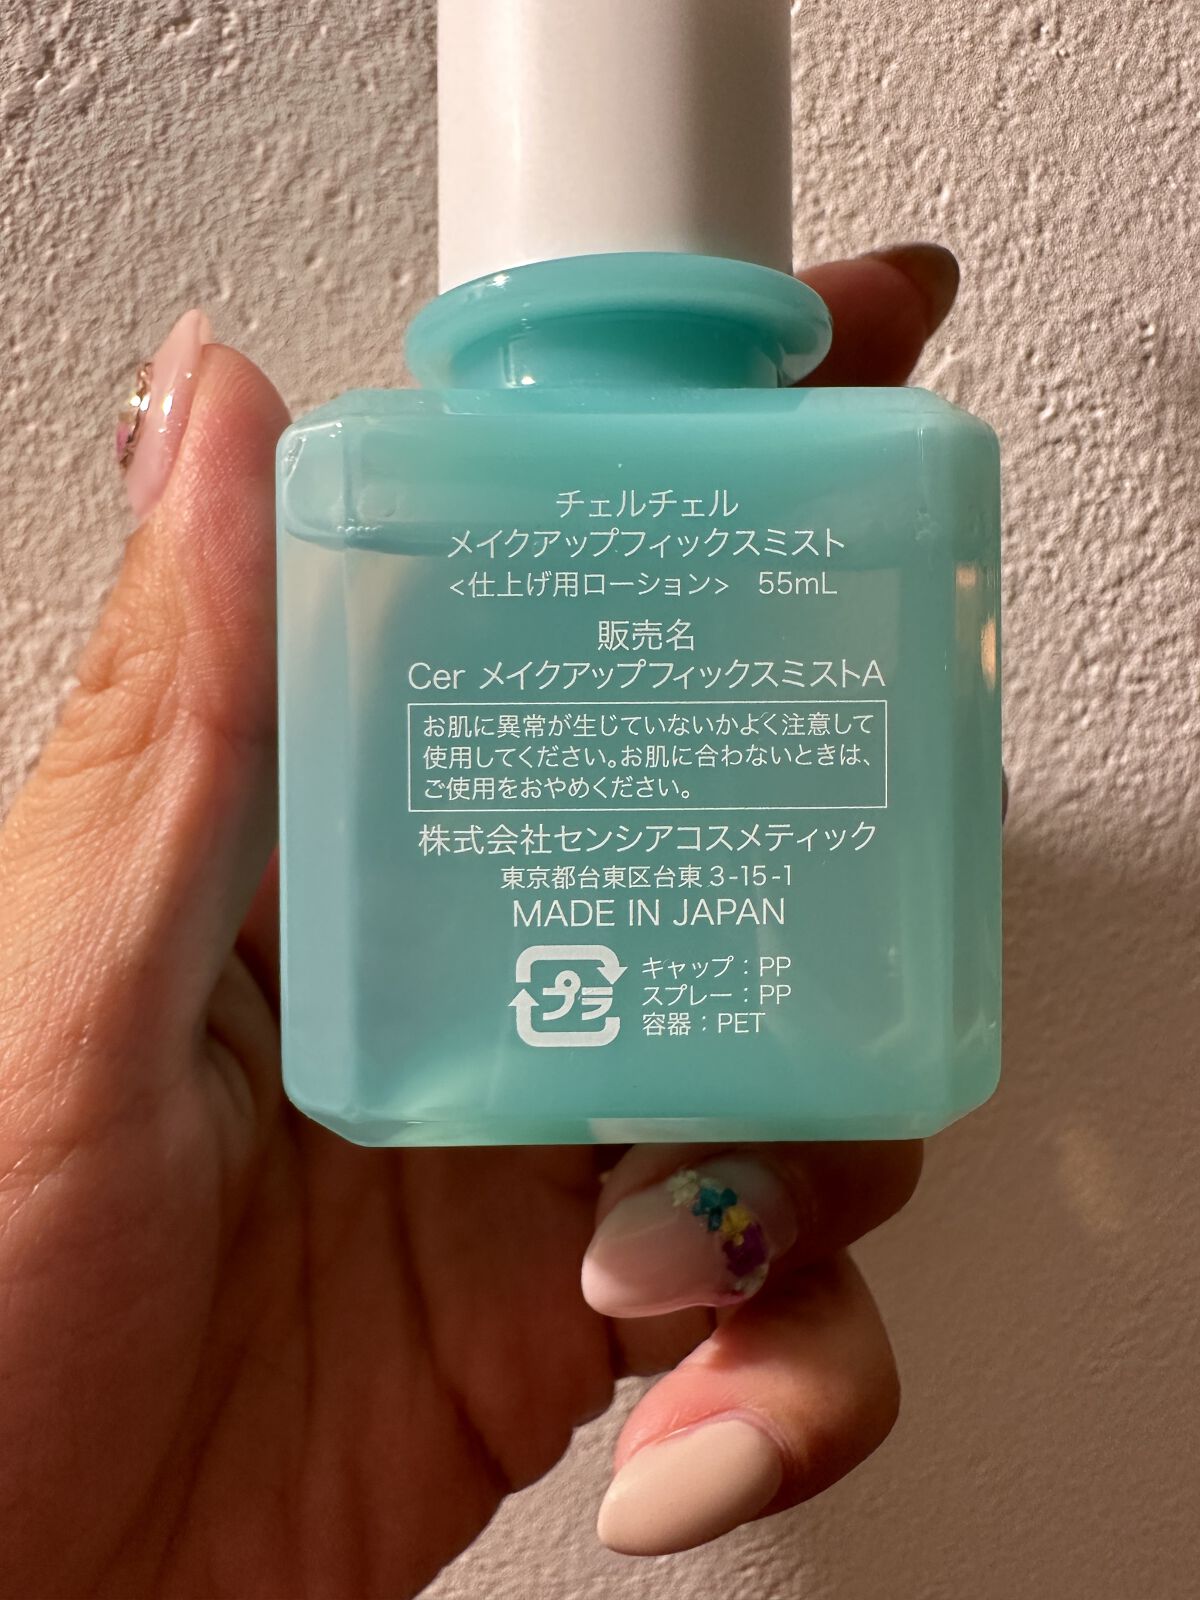 チェルチェル
メイクアップフィックスミスト
<仕上げ用ローション> 55mL
販売名
Cer メイクアップフィックスミストA
お肌に異常が生じていないかよく注意して
使用してください。お肌に合わないときは、
ご使用をおやめください。
株式会社センシアコスメティック
東京都台東区台東3-15-1
MADE IN JAPAN
プラ
キャップ：PP
スプレー：PP
容器：PET